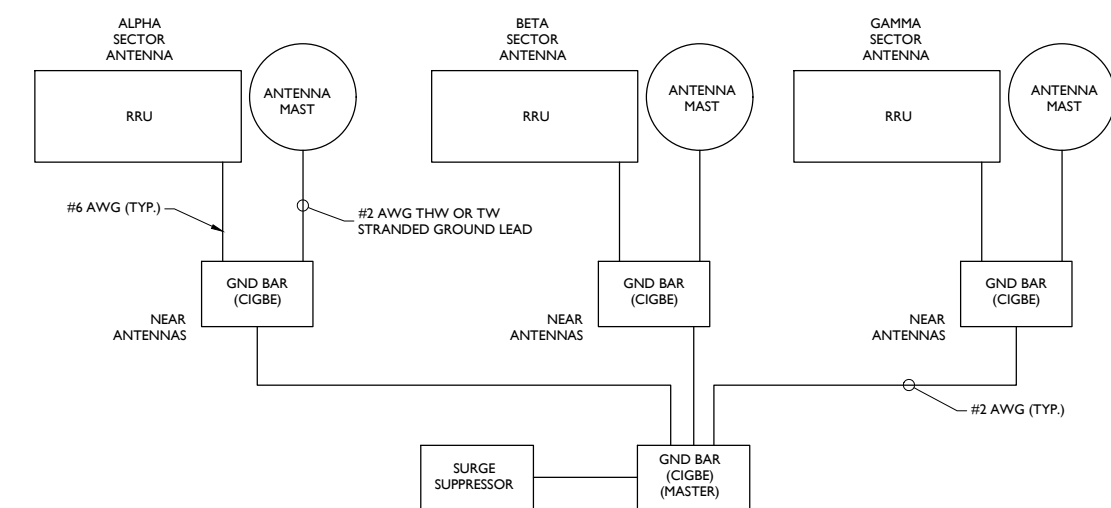 ALPHA
SECTOR
ANTENNA
BETA
SECTOR
ANTENNA
GAMMA
SECTOR
ANTENNA
RRU
ANTENNA
MAST
RRU
ANTENNA
MAST
RRU
ANTENNA
MAST
#6 AWG (TYP.)
#2 AWG THW OR TW
STRANDED GROUND LEAD
GND BAR
(CIGBE)
GND BAR
(CIGBE)
GND BAR
(CIGBE)
NEAR
ANTENNAS
NEAR
ANTENNAS
NEAR
ANTENNAS
#2 AWG (TYP.)
SURGE
SUPPRESSOR
GND BAR
(CIGBE)
(MASTER)